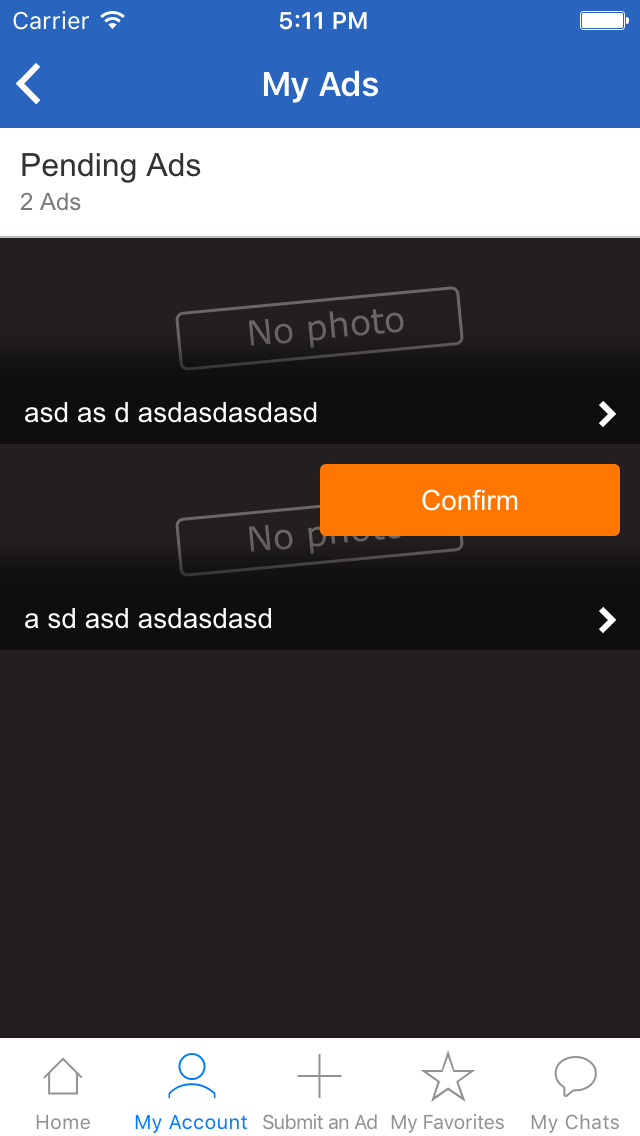 Carrier 5:11 PM
My Ads
Pending Ads
2 Ads
No photo
asd as d asdasdasdasd
Confirm
No photo
a sd asd asdasdasd
Home My Account Submit an Ad My Favorites My Chats